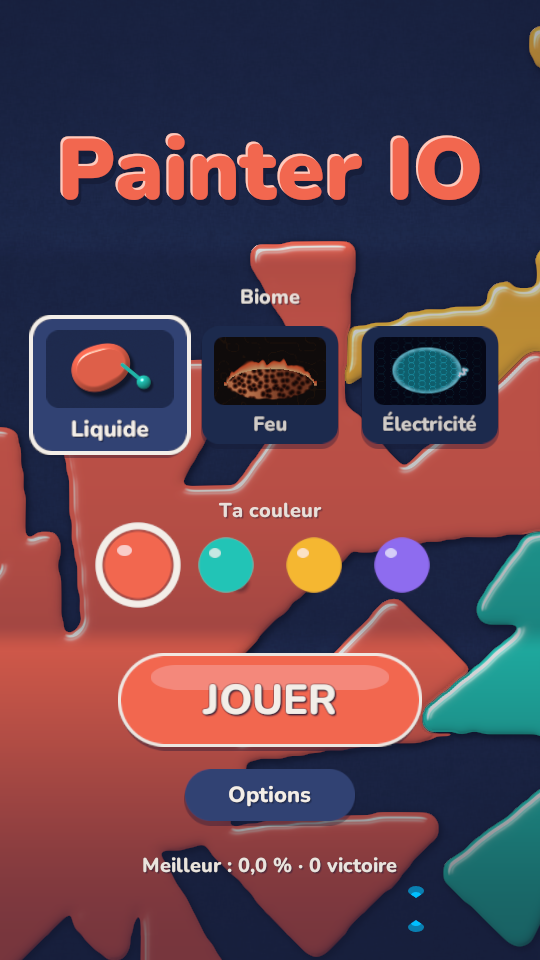 Painter IO
Biome
Liquide
Feu
Électricité
Ta couleur
JOUER
Options
Meilleur : 0,0 % · 0 victoire